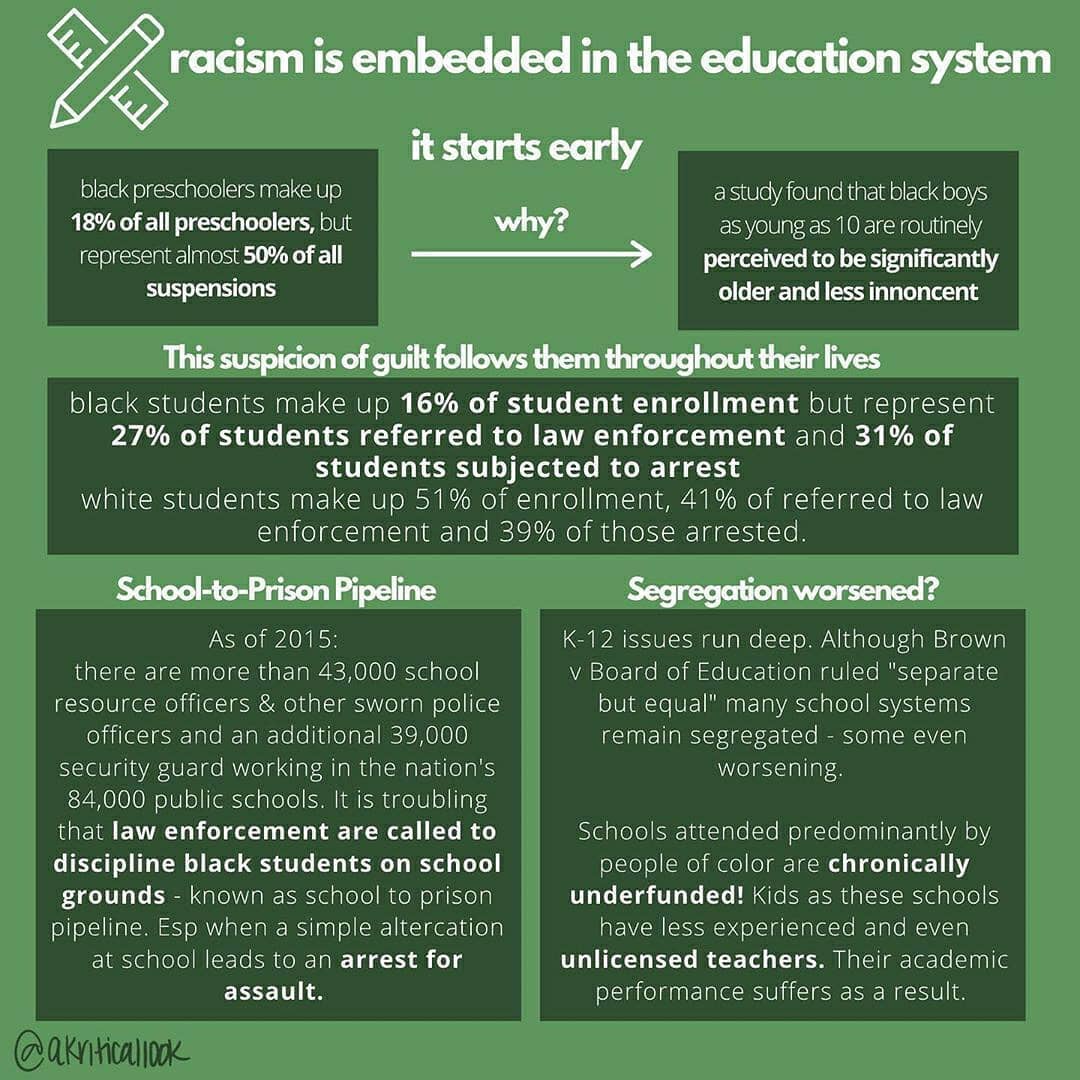 racism is embedded in the education system
it starts early
black preschoolers make up
18% of all preschoolers, but
represent almost 50% of all
suspensions
why?
a study found that black boys
as young as 10 are routinely
perceived to be significantly
older and less innoncent
This suspicion of guilt follows them throughout their lives
black students make up 16% of student enrollment but represent
27% of students referred to law enforcement and 31% of
students subjected to arrest
white students make up 51% of enrollment, 41% of referred to law
enforcement and 39% of those arrested.
School-to-Prison Pipeline
As of 2015:
there are more than 43,000 school
resource officers & other sworn police
officers and an additional 39,000
security guard working in the nation's
84,000 public schools. It is troubling
that law enforcement are called to
discipline black students on school
grounds - known as school to prison
pipeline. Esp when a simple altercation
at school leads to an arrest for
assault.
Segregation worsened?
K-12 issues run deep. Although Brown
v Board of Education ruled "separate
but equal" many school systems
remain segregated - some even
worsening.
Schools attended predominantly by
people of color are chronically
underfunded! Kids as these schools
have less experienced and even
unlicensed teachers. Their academic
performance suffers as a result.
@akriticallook